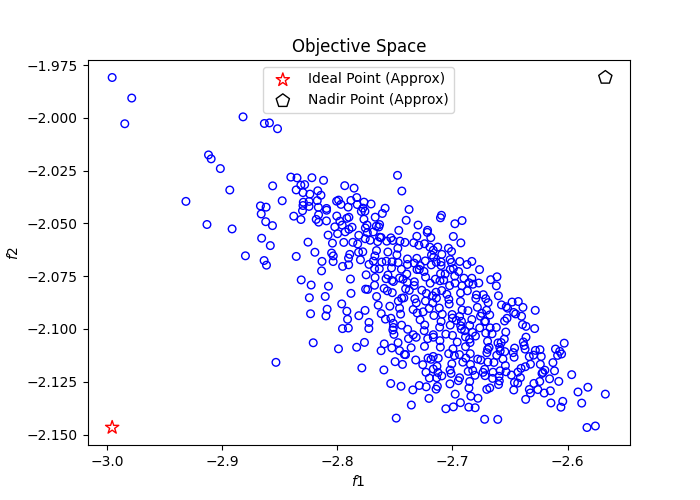 Objective Space
Ideal Point (Approx)
Nadir Point (Approx)
−1.975
−2.000
−2.025
−2.050
−2.075
−2.100
−2.125
−2.150
f2
−3.0
−2.9
−2.8
−2.7
−2.6
f1